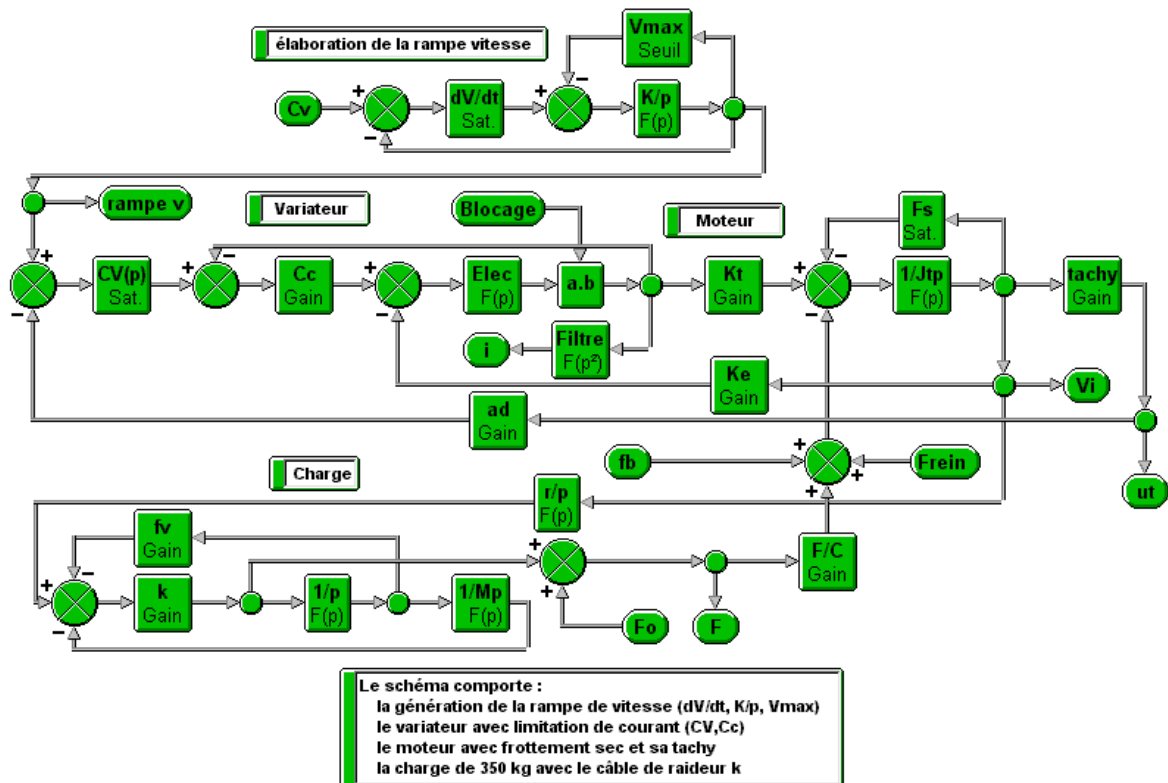 Vmax
Seuil
élaboration de la rampe vitesse
Cv
+
−
dV/dt
Sat.
+
−
K/p
F(p)
rampe v
Variateur
Blocage
Moteur
Fs
Sat.
+
−
CV(p)
Sat.
+
−
Cc
Gain
+
−
Elec
F(p)
a.b
Kt
Gain
+
−
−
1/Jtp
F(p)
tachy
Gain
i
Filtre
F(p²)
Ke
Gain
Vi
ad
Gain
Charge
fb
+
+
+
Frein
ut
r/p
F(p)
fv
Gain
+
−
−
k
Gain
1/p
F(p)
1/Mp
F(p)
+
+
F/C
Gain
Fo
F
Le schéma comporte :
la génération de la rampe de vitesse (dV/dt, K/p, Vmax)
le variateur avec limitation de courant (CV,Cc)
le moteur avec frottement sec et sa tachy
la charge de 350 kg avec le câble de raideur k